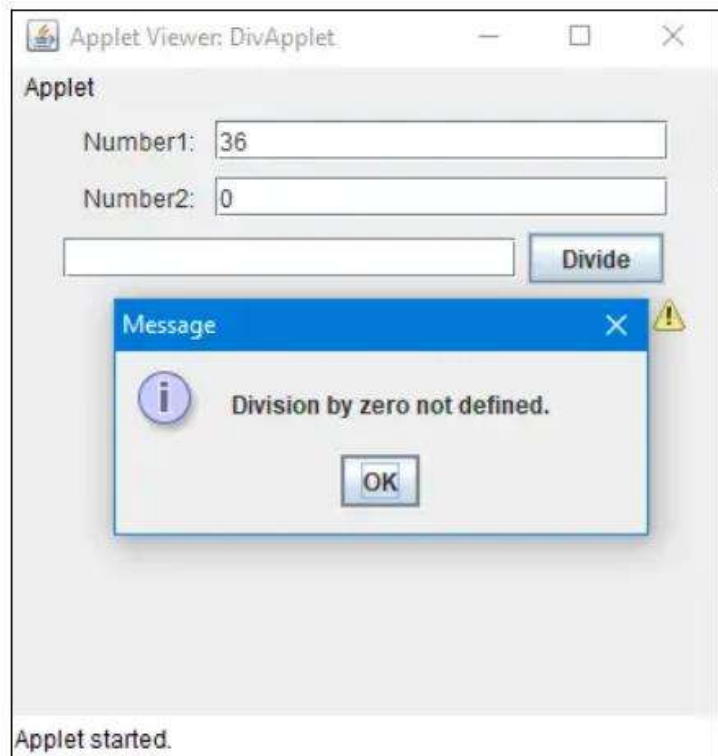 Applet Viewer: DivApplet
Applet
Number1: 36
Number2: 0
Divide
Message
Division by zero not defined.
OK
Applet started.